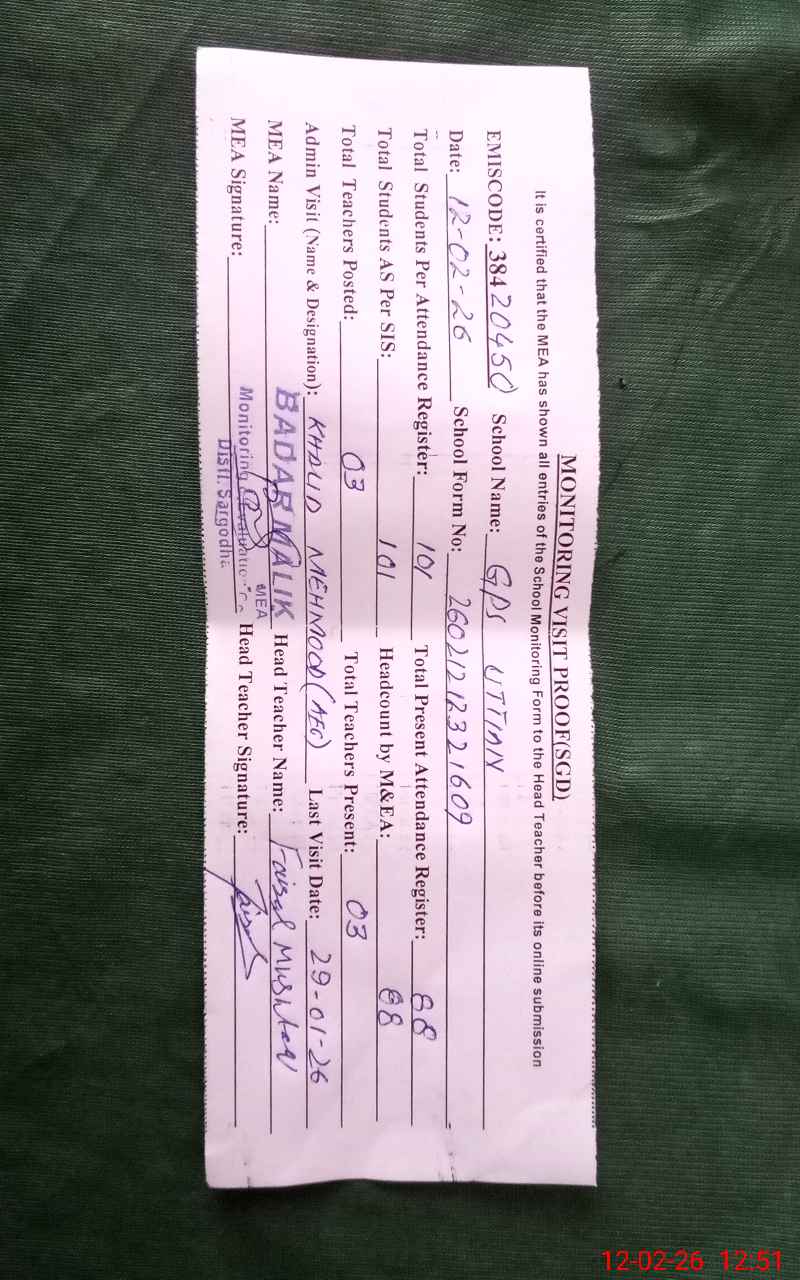 MONITORING VISIT PROOF(SGD)
It is certified that the MEA has shown all entries of the School Monitoring Form to the Head Teacher before its online submission
EMISCODE: 38420450 School Name: GPS UTTIAN
Date: 12-02-26 School Form No: 26021212321609
Total Students Per Attendance Register: 101 Total Present Attendance Register: 88
Total Students AS Per SIS: 101 Headcount by M&EA: 88
Total Teachers Posted: 03 Total Teachers Present: 03
Admin Visit (Name & Designation): KHALID MEHMOOD (AEO) Last Visit Date: 29-01-26
MEA Name: BADAR MALIK Head Teacher Name: Faisal Mushtaq
MEA
MEA Signature: Monitoring Head Teacher Signature: Faisal
Distt. Sargodha
12-02-26 12:51